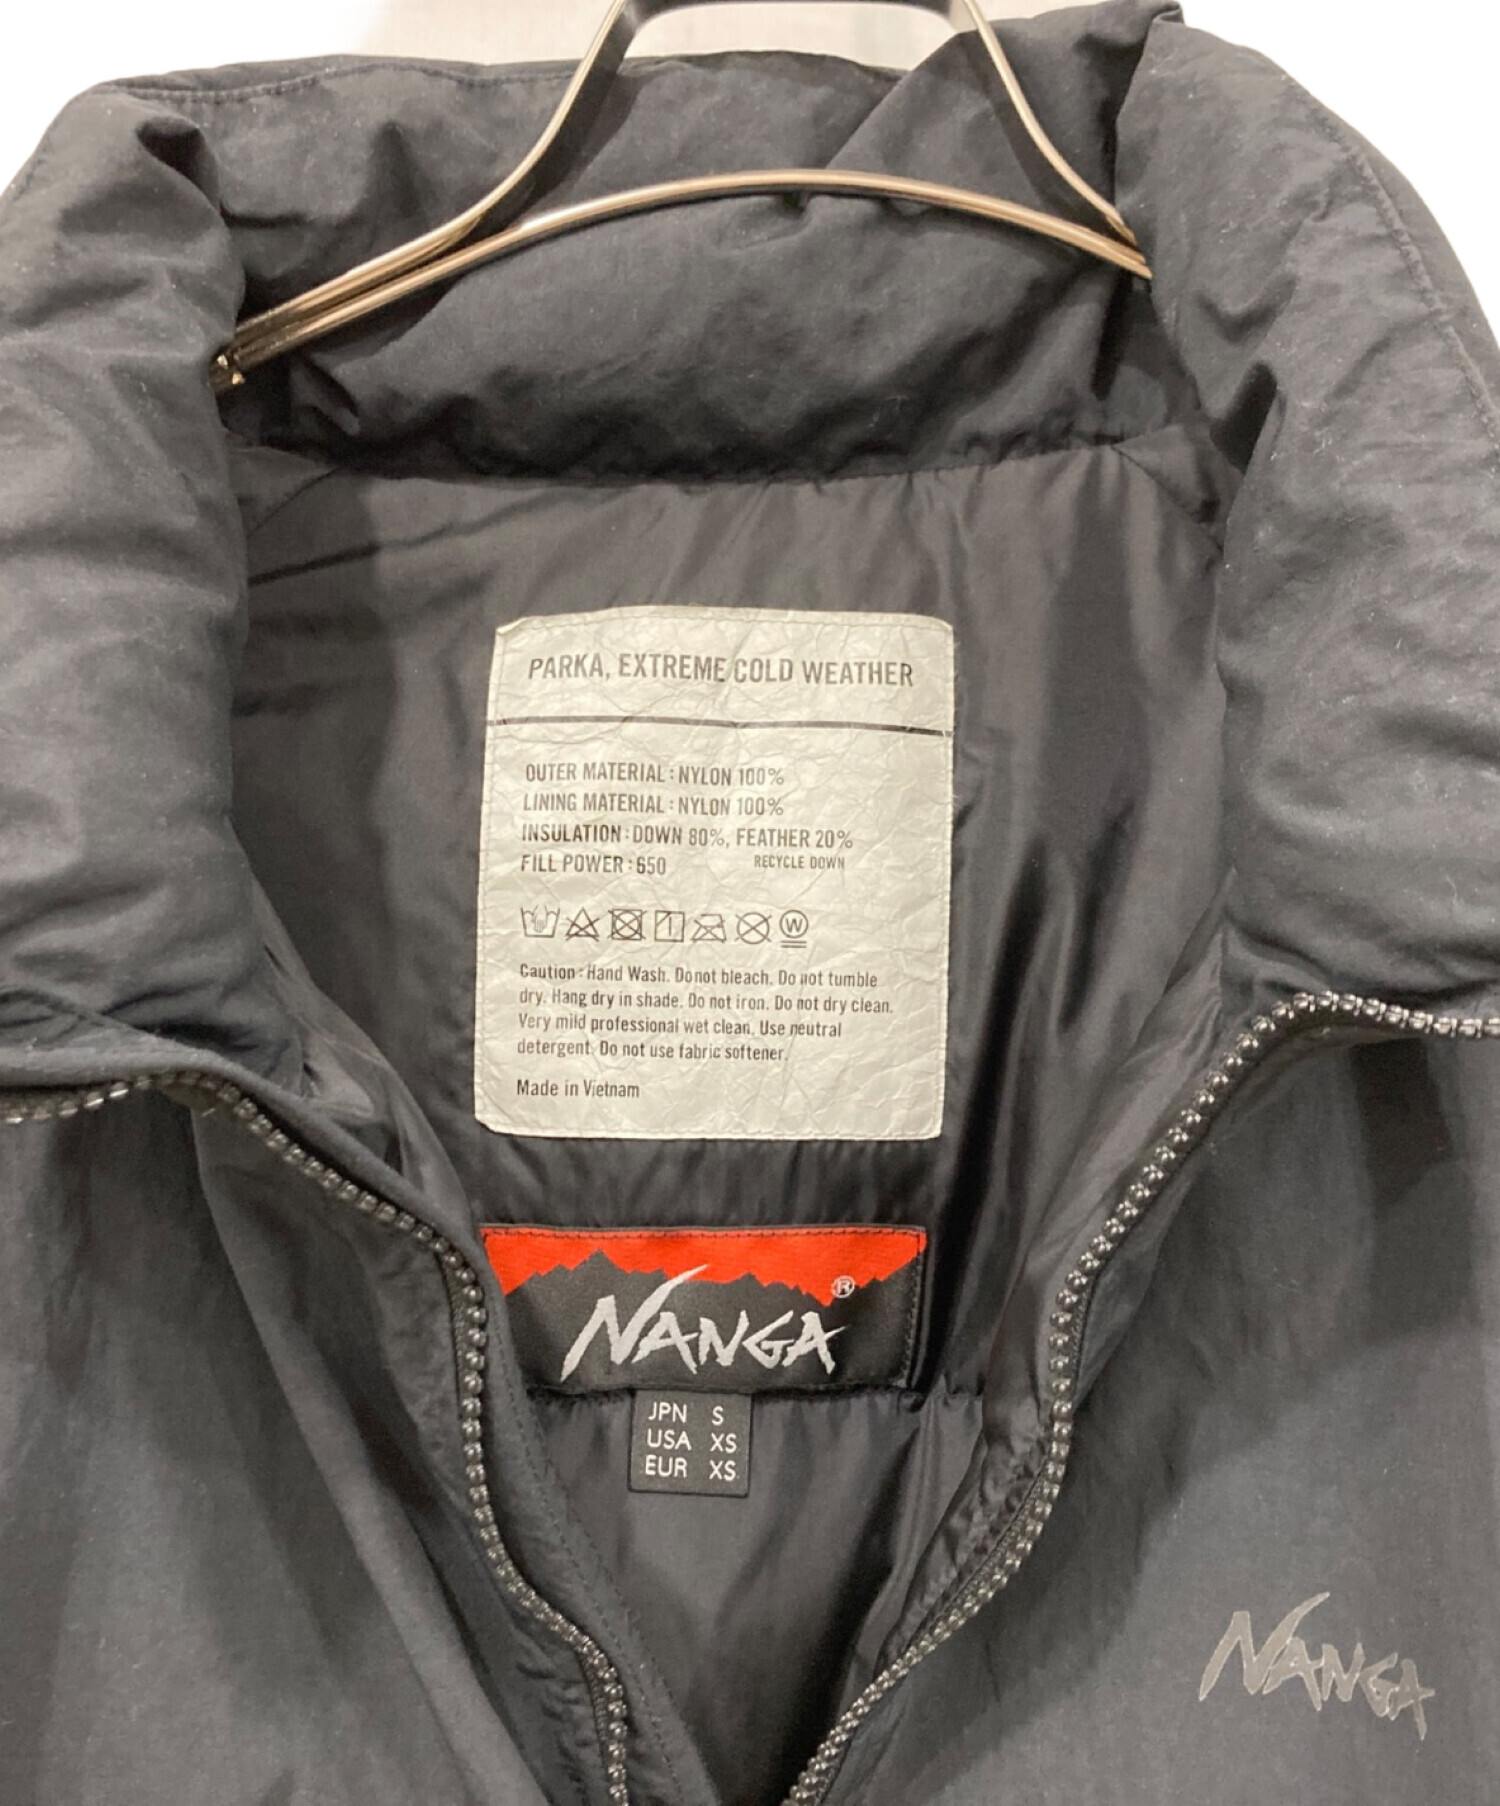 PARKA, EXTREME COLD WEATHER
OUTER MATERIAL : NYLON 100%
LINING MATERIAL : NYLON 100%
INSULATION : DOWN 80%, FEATHER 20%
FILL POWER : 650 RECYCLE DOWN
W
Caution : Hand Wash. Do not bleach. Do not tumble
dry. Hang dry in shade. Do not iron. Do not dry clean.
Very mild professional wet clean. Use neutral
detergent. Do not use fabric softener.
Made in Vietnam
NANGA®
JPN S
USA XS
EUR XS
NANGA